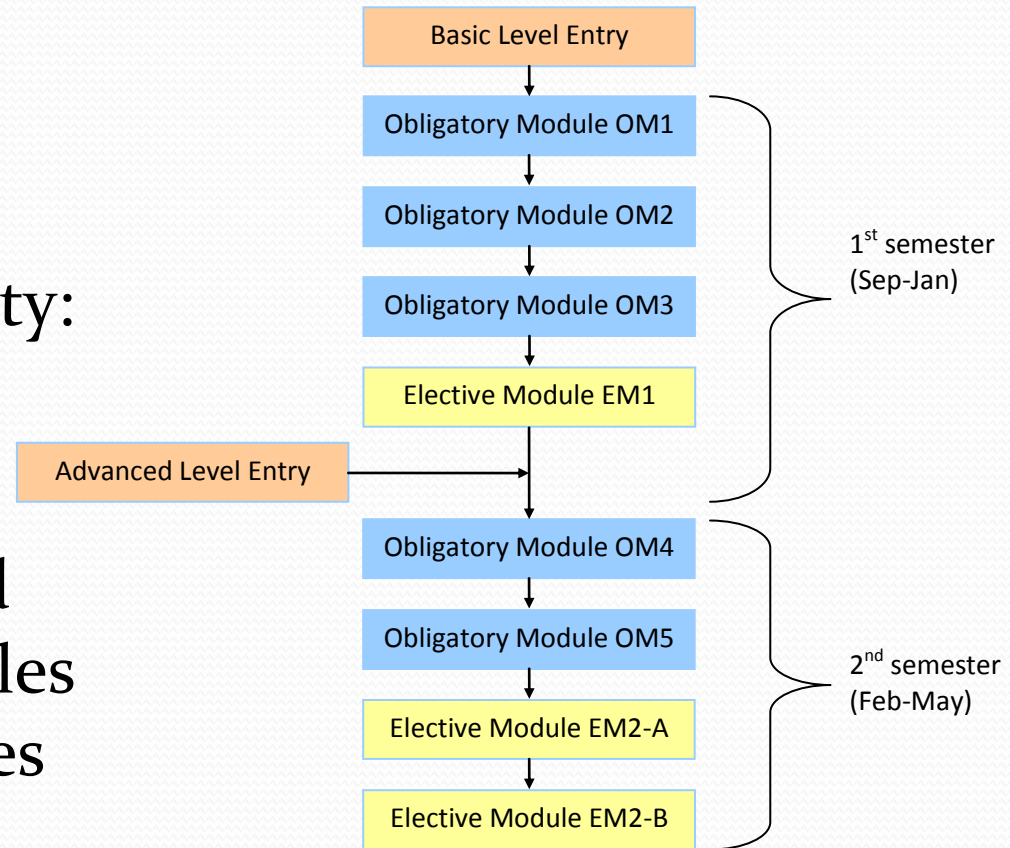 ty:
d
les
es
Basic Level Entry
Obligatory Module OM1
Obligatory Module OM2
Obligatory Module OM3
Elective Module EM1
Advanced Level Entry
Obligatory Module OM4
Obligatory Module OM5
Elective Module EM2-A
Elective Module EM2-B
1st semester
(Sep-Jan)
2nd semester
(Feb-May)